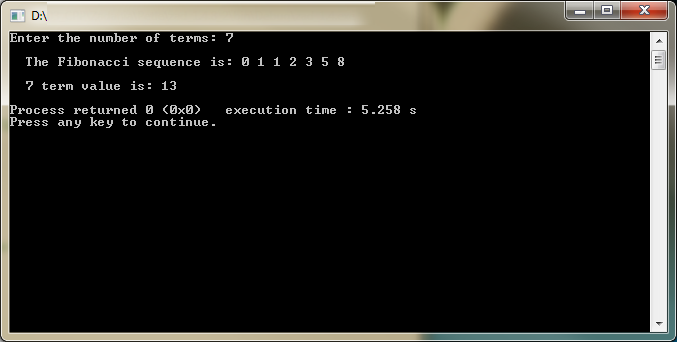 D:\
Enter the number of terms: 7
The Fibonacci sequence is: 0 1 1 2 3 5 8
7 term value is: 13
Process returned 0 (0x0)   execution time : 5.258 s
Press any key to continue.